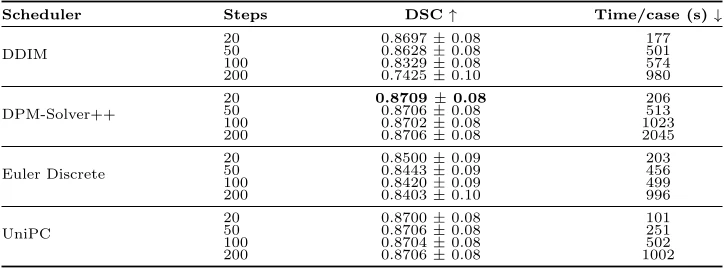 Scheduler Steps DSC ↑ Time/case (s) ↓
DDIM
20 0.8697 ± 0.08 177
50 0.8628 ± 0.08 501
100 0.8329 ± 0.08 574
200 0.7425 ± 0.10 980
DPM-Solver++
20 0.8709 ± 0.08 206
50 0.8706 ± 0.08 513
100 0.8702 ± 0.08 1023
200 0.8706 ± 0.08 2045
Euler Discrete
20 0.8500 ± 0.09 203
50 0.8443 ± 0.09 456
100 0.8420 ± 0.09 499
200 0.8403 ± 0.10 996
UniPC
20 0.8700 ± 0.08 101
50 0.8706 ± 0.08 251
100 0.8704 ± 0.08 502
200 0.8706 ± 0.08 1002